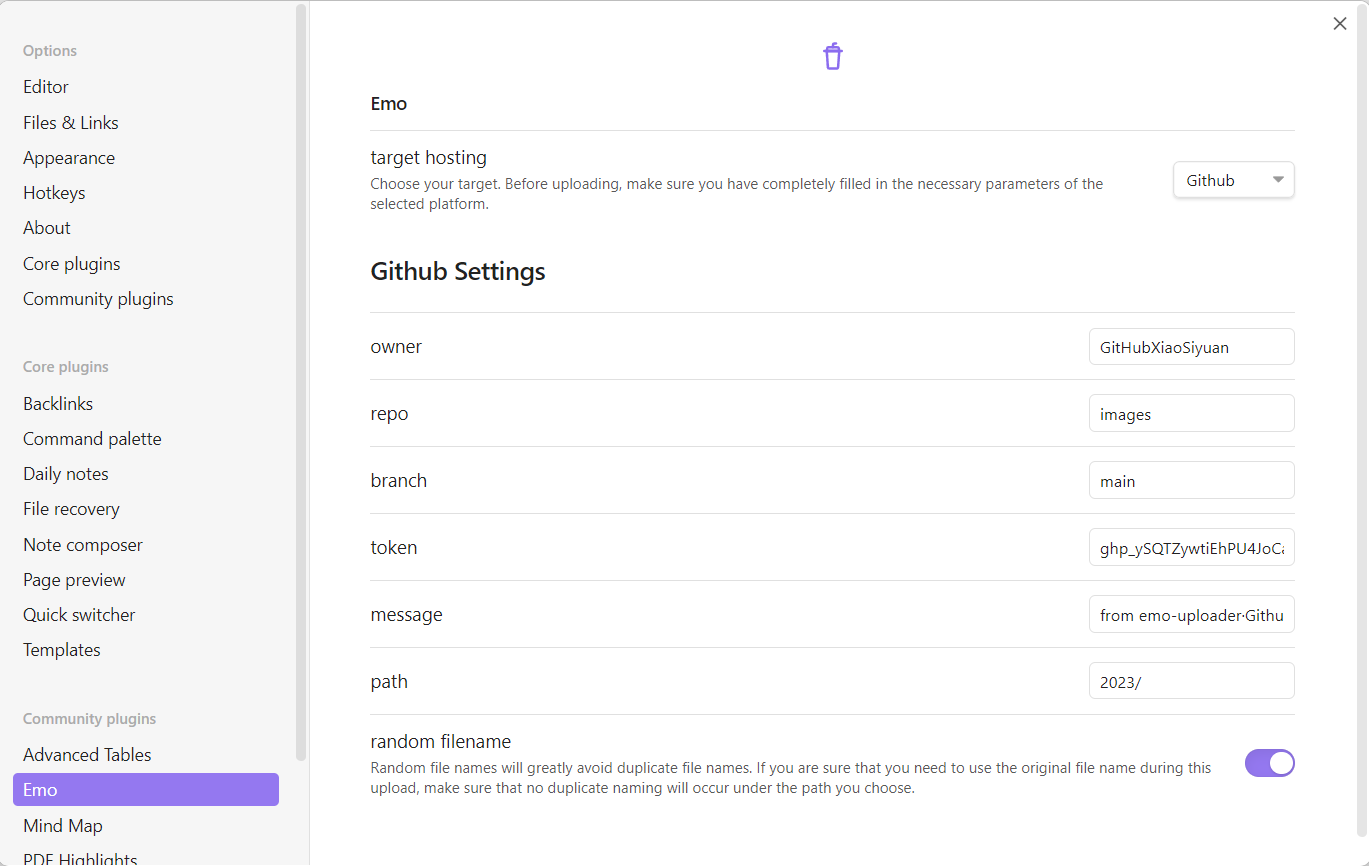 Options
Editor
Files & Links
Appearance
Hotkeys
About
Core plugins
Community plugins
Core plugins
Backlinks
Command palette
Daily notes
File recovery
Note composer
Page preview
Quick switcher
Templates
Community plugins
Advanced Tables
Emo
Mind Map
PDF Highlights
Emo
target hosting
Choose your target. Before uploading, make sure you have completely filled in the necessary parameters of the
selected platform.
Github
Github Settings
owner
GitHubXiaoSiyuan
repo
images
branch
main
token
ghp_ySQTZywtiEhPU4JoCa
message
from emo-uploader·Githu
path
2023/
random filename
Random file names will greatly avoid duplicate file names. If you are sure that you need to use the original file name during this
upload, make sure that no duplicate naming will occur under the path you choose.